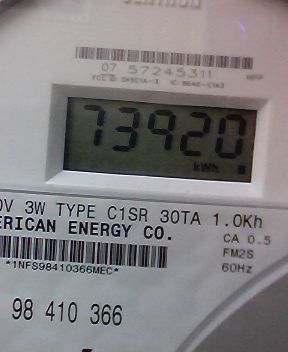 07 57245311
73920
kWh
0V 3W TYPE C1SR 30TA 1.0Kh
ERICAN ENERGY CO.
CA 0.5
FM2S
60Hz
*1NFS98410366MEC*
98 410 366